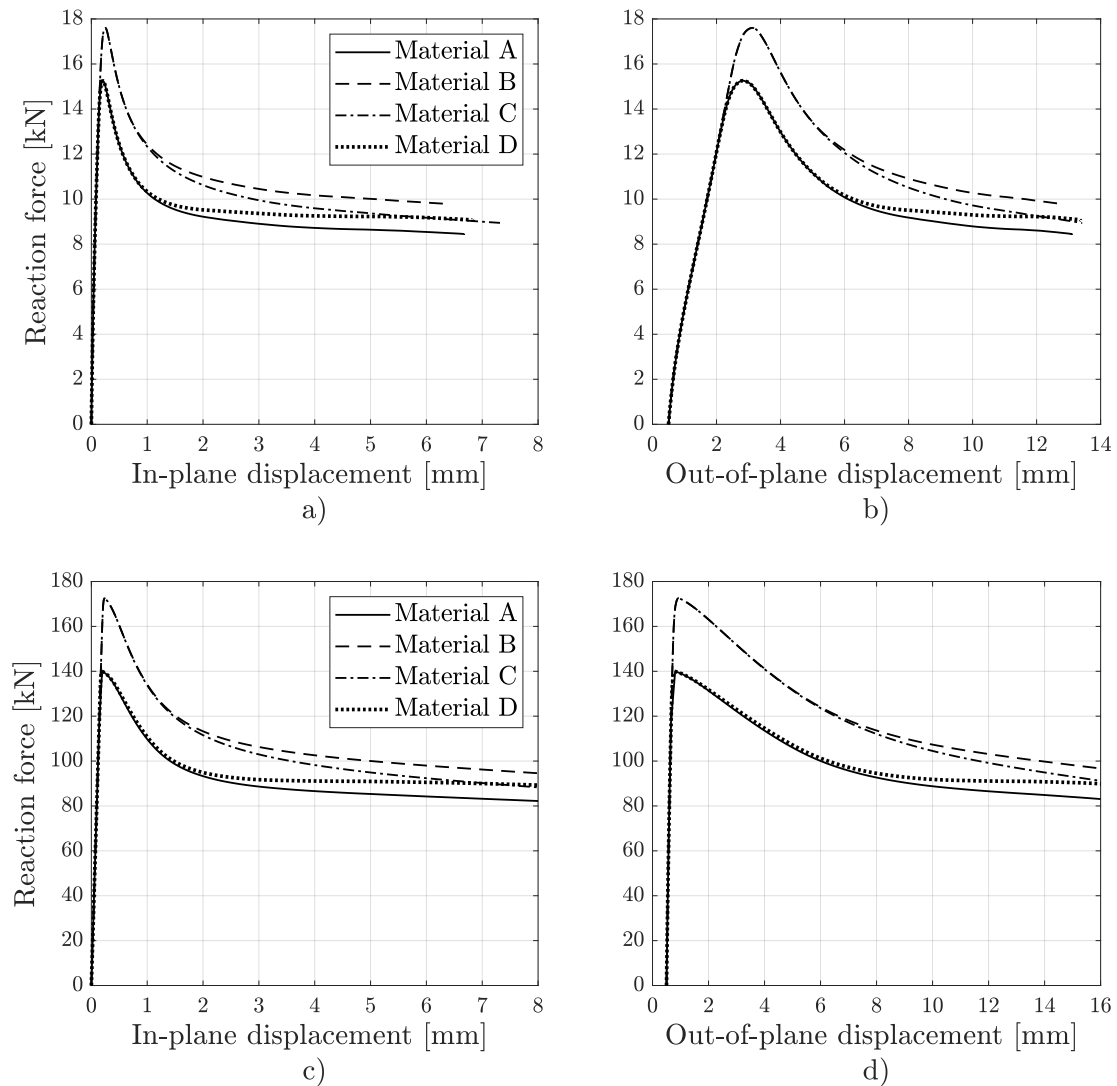 18
16
14
12
10
8
6
4
2
0
Reaction force [kN]
Material A
Material B
Material C
Material D
0 1 2 3 4 5 6 7 8
In-plane displacement [mm]
a)
18
16
14
12
10
8
6
4
2
0
0 2 4 6 8 10 12 14
Out-of-plane displacement [mm]
b)
180
160
140
120
100
80
60
40
20
0
Reaction force [kN]
Material A
Material B
Material C
Material D
0 1 2 3 4 5 6 7 8
In-plane displacement [mm]
c)
180
160
140
120
100
80
60
40
20
0
0 2 4 6 8 10 12 14 16
Out-of-plane displacement [mm]
d)